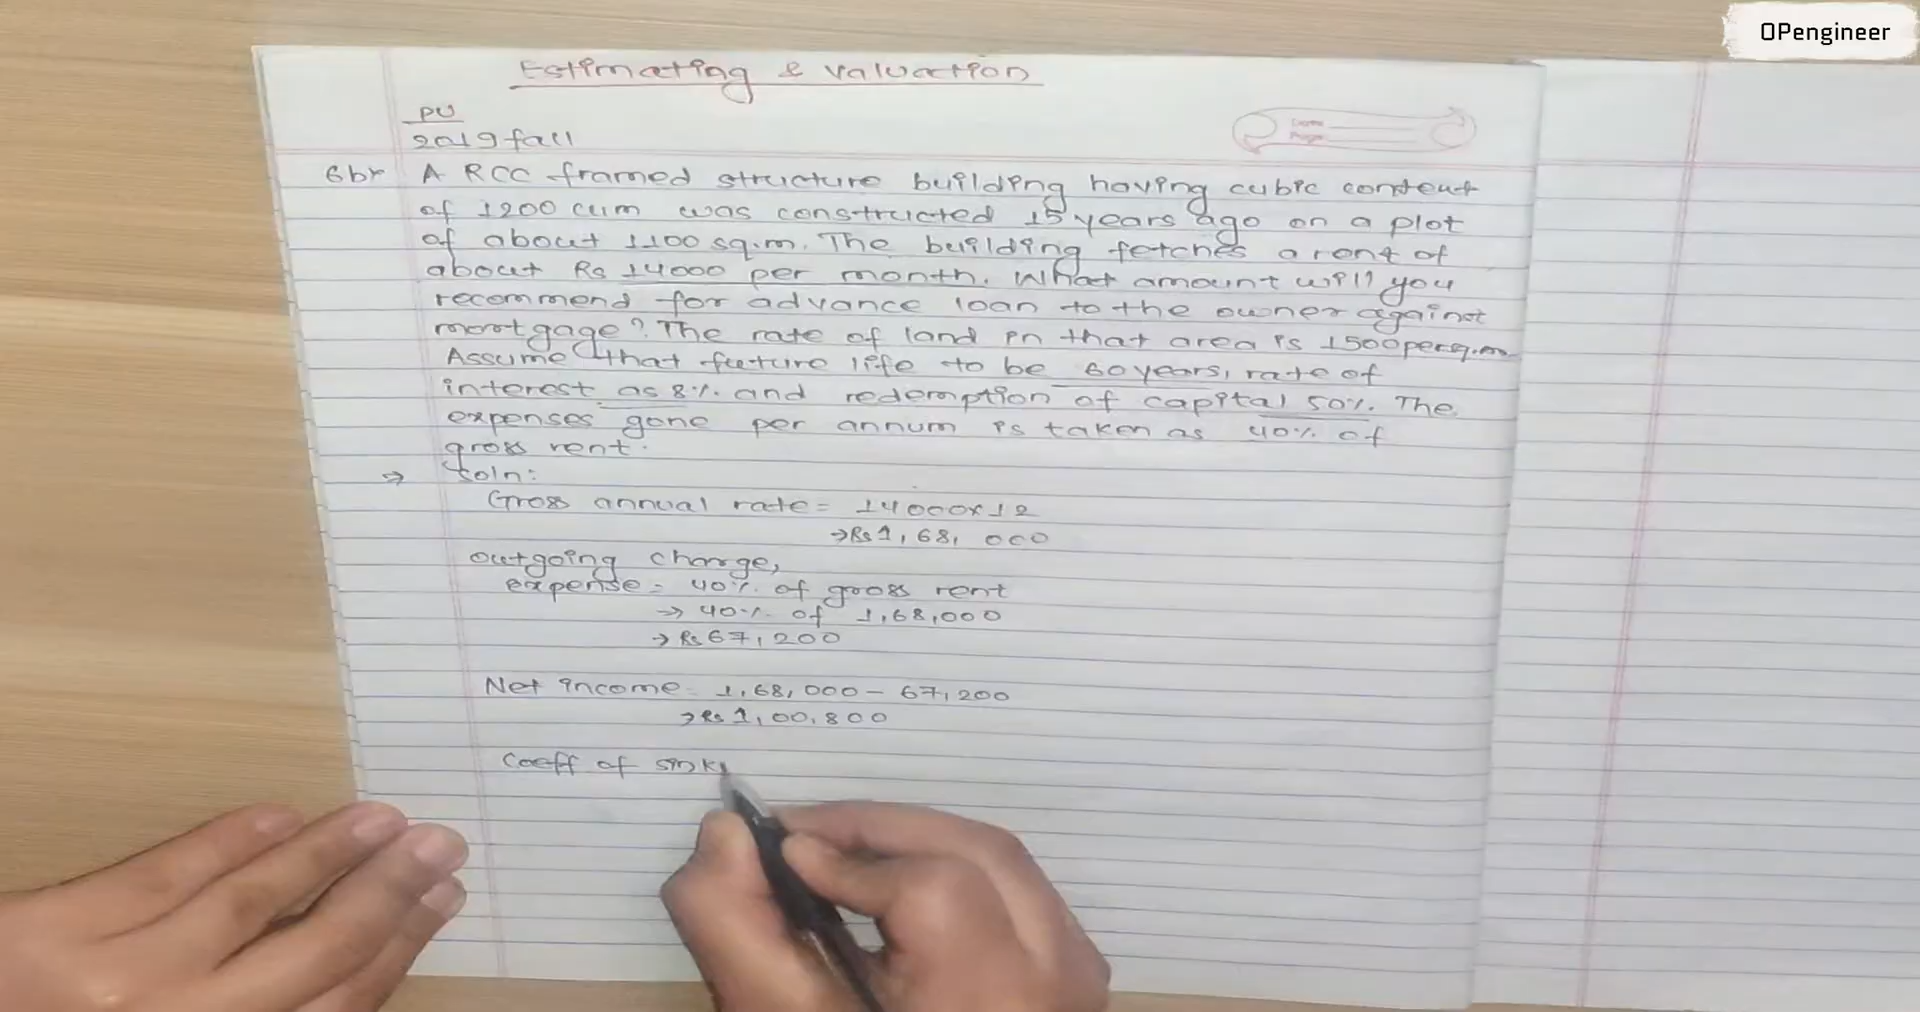 OPengineer
Estimating & valuation
PU
2019 fall
Date
Page
6b> A RCC framed structure building having cubic content
of 1200 cum was constructed 15 years ago on a plot
of about 1100 sq.m. The building fetches a rent of
about Rs 14000 per month. What amount will you
recommend for advance loan to the owner against
mortgage? The rate of land in that area is 1500 per sq.m
Assume that future life to be 60 years, rate of
interest as 8%. and redemption of capital 50%. The
expenses gone per annum is taken as 40% of
gross rent.
→ Soln:
Gross annual rate = 14000×12
→ Rs 1,68,000
outgoing charge,
expense = 40% of gross rent
→ 40% of 1,68,000
→ Rs 67,200
Net income = 1,68,000 - 67,200
→ Rs 1,00,800
Coeff of sink